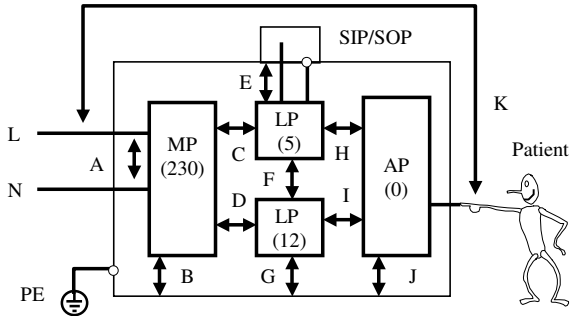 SIP/SOP
E
K
L
MP
(230)
LP
(5)
A
C
H
AP
(0)
Patient
N
F
D
I
LP
(12)
B
G
J
PE